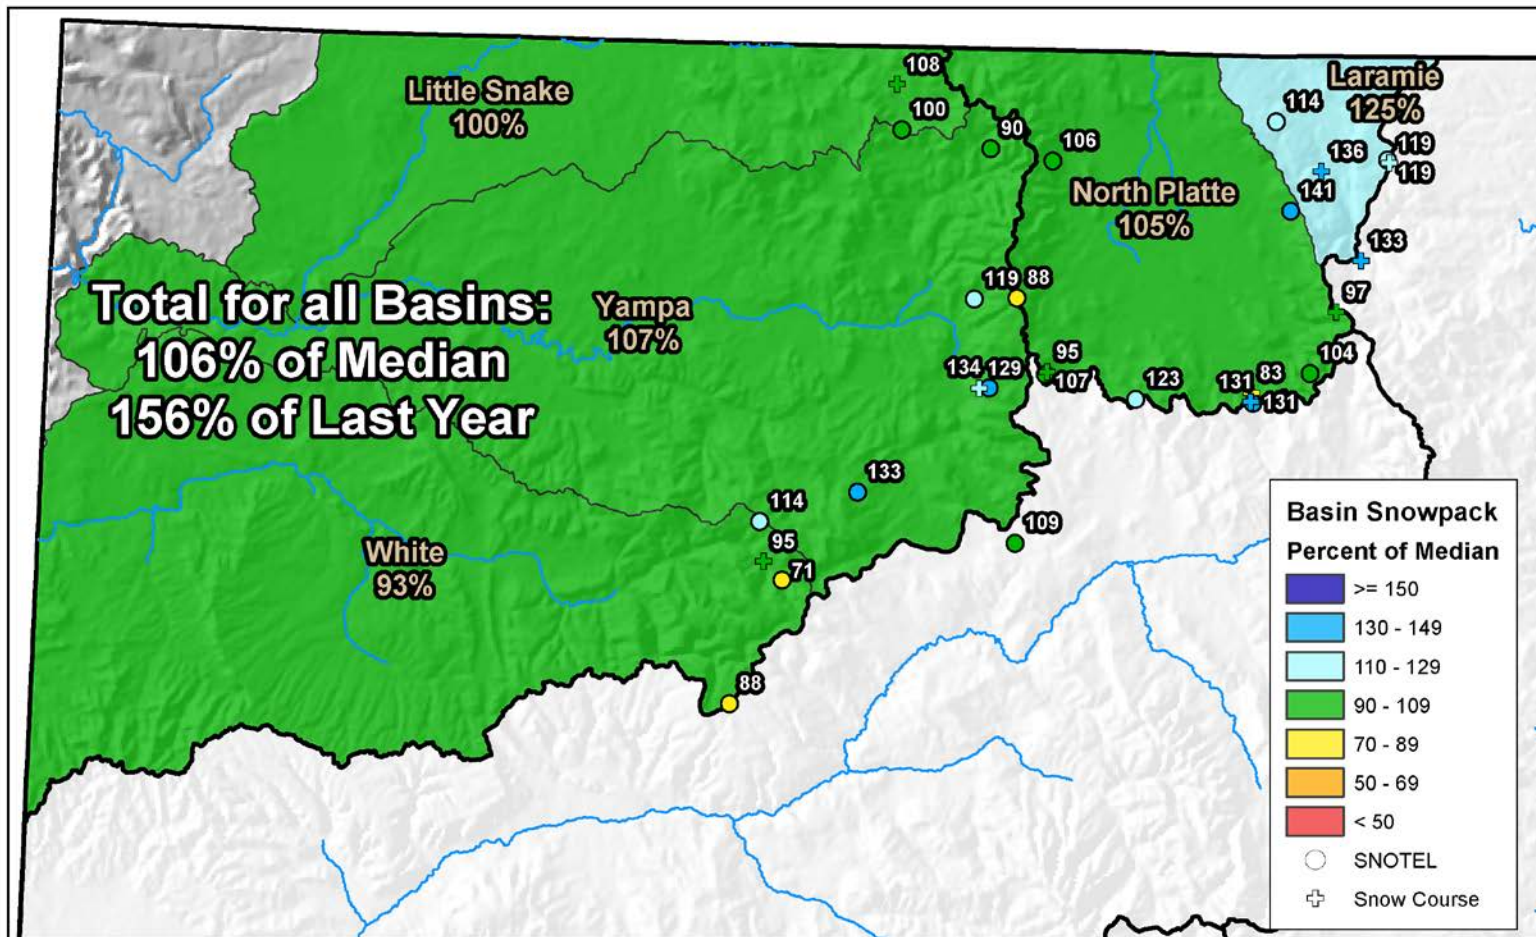 108
Little Snake
100%
100
90
106
Laramie
125%
114
119
119
136
141
North Platte
105%
133
97
119
88
Total for all Basins:
106% of Median
156% of Last Year
Yampa
107%
134
129
95
107
123
131
83
131
104
133
114
95
71
109
White
93%
88
Basin Snowpack
Percent of Median
>= 150
130 - 149
110 - 129
90 - 109
70 - 89
50 - 69
< 50
SNOTEL
Snow Course